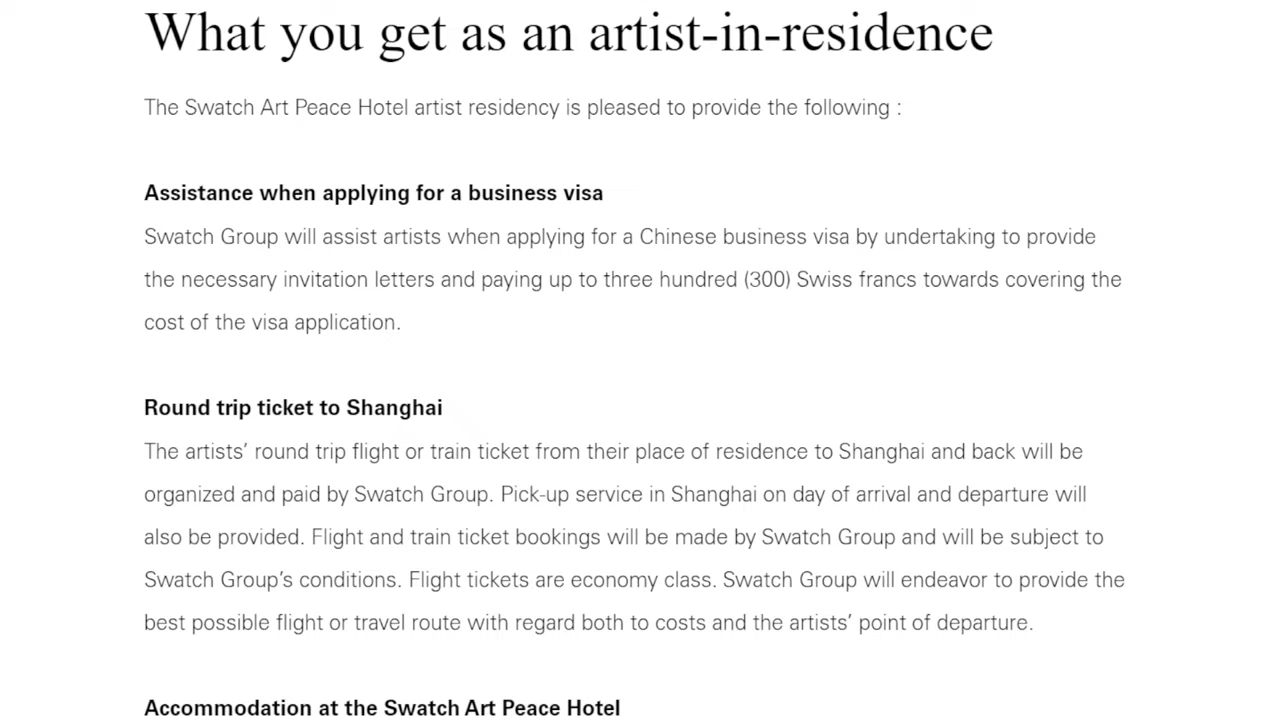 What you get as an artist-in-residence
The Swatch Art Peace Hotel artist residency is pleased to provide the following :
Assistance when applying for a business visa
Swatch Group will assist artists when applying for a Chinese business visa by undertaking to provide
the necessary invitation letters and paying up to three hundred (300) Swiss francs towards covering the
cost of the visa application.
Round trip ticket to Shanghai
The artists’ round trip flight or train ticket from their place of residence to Shanghai and back will be
organized and paid by Swatch Group. Pick-up service in Shanghai on day of arrival and departure will
also be provided. Flight and train ticket bookings will be made by Swatch Group and will be subject to
Swatch Group’s conditions. Flight tickets are economy class. Swatch Group will endeavor to provide the
best possible flight or travel route with regard both to costs and the artists’ point of departure.
Accommodation at the Swatch Art Peace Hotel